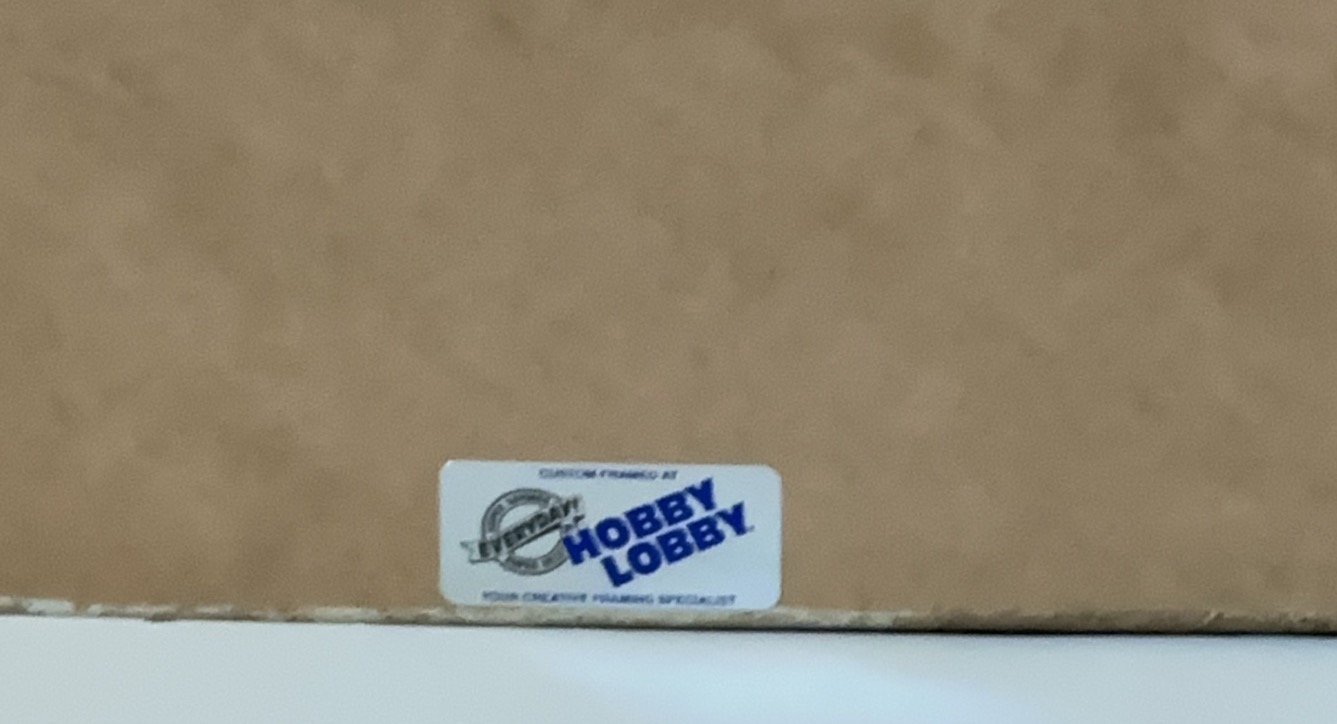 CUSTOM FRAMED AT
EVERYDAY!
HOBBY
LOBBY
YOUR CREATIVE FRAMING SPECIALIST